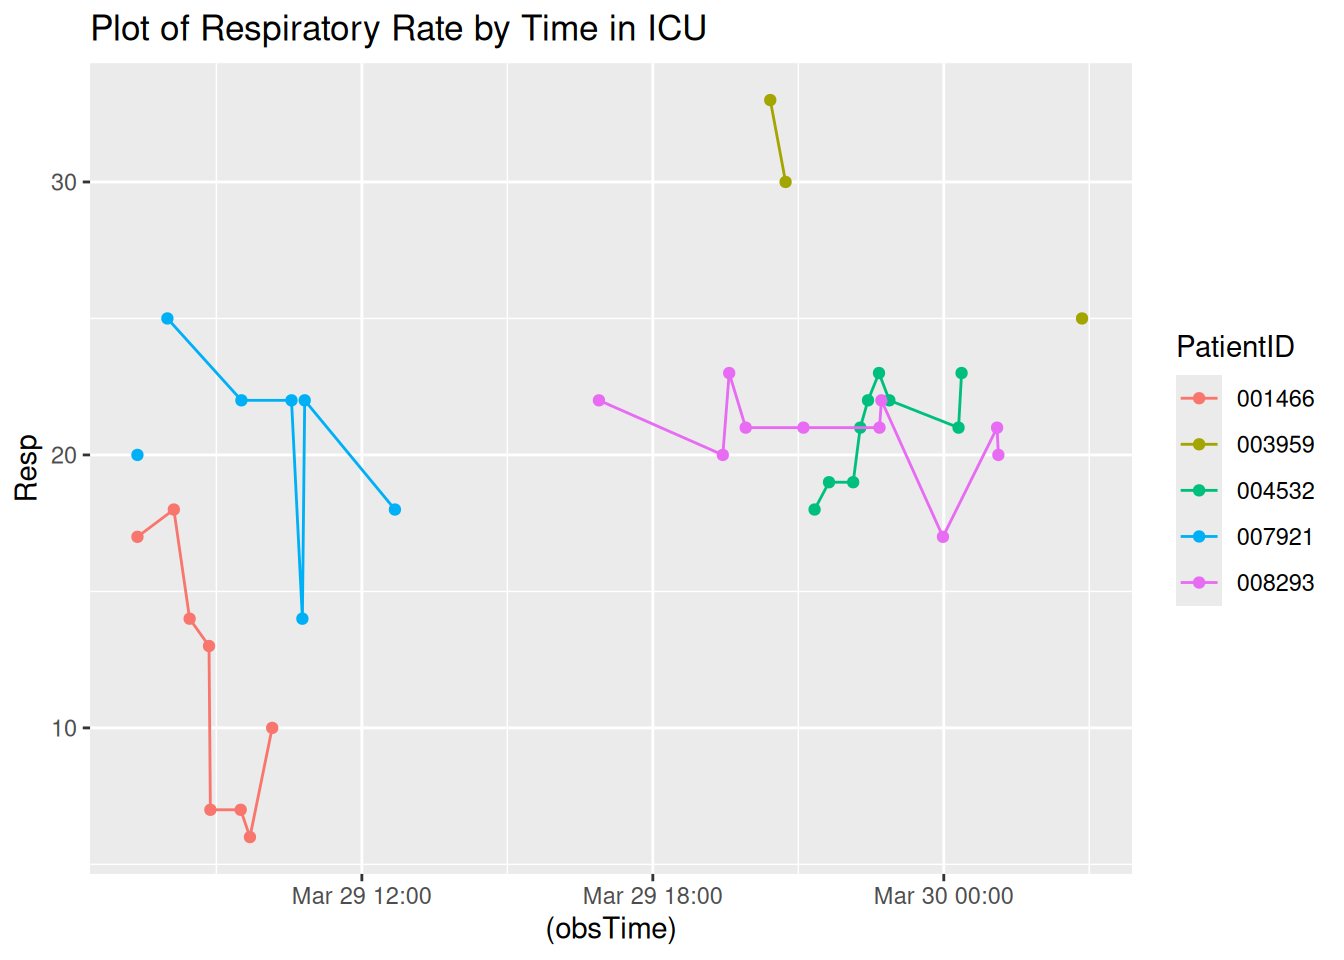 Plot of Respiratory Rate by Time in ICU
Resp
30
20
10
Mar 29 12:00
Mar 29 18:00
Mar 30 00:00
(obsTime)
PatientID
001466
003959
004532
007921
008293